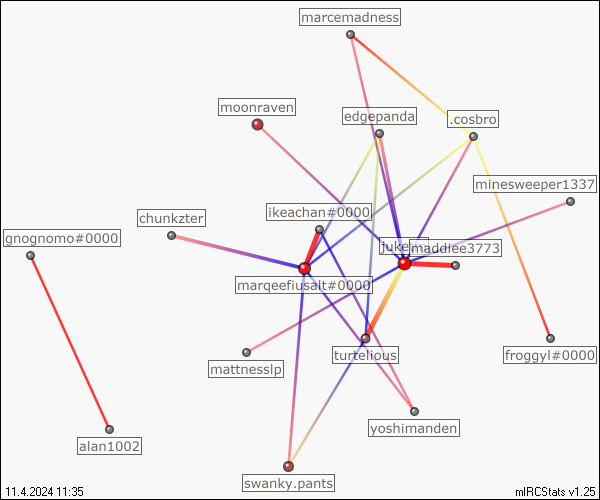 marcemadness
moonraven
edgepanda
.cosbro
minesweeper1337
ikeachan#0000
chunkzter
gnognomo#0000
maddiee3773
marqeefiusalt#0000
turtelious
froggyl#0000
mattnesslp
yoshimanden
alan1002
swanky.pants
11.4.2024 11:35
mIRCStats v1.25